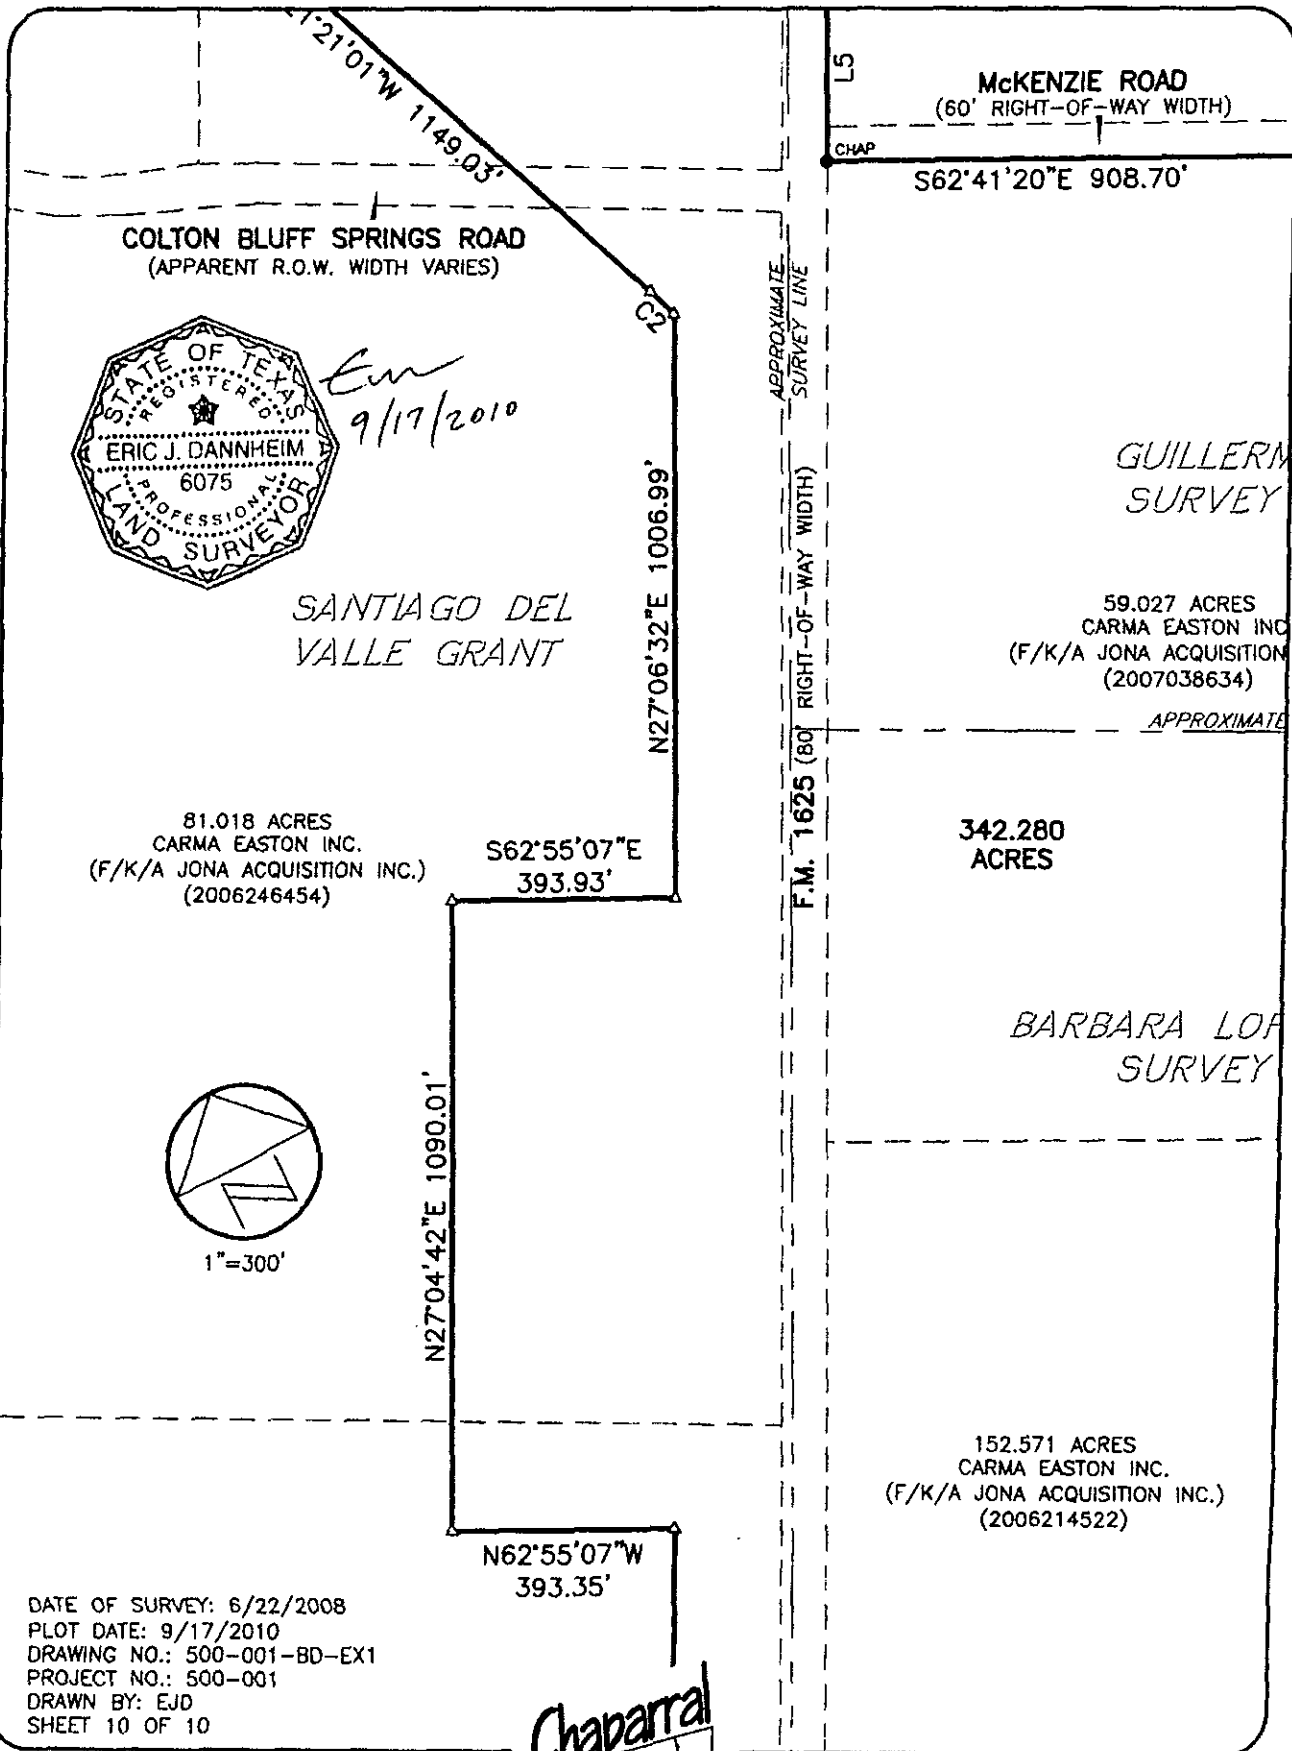 21°21'01"W 1149.03'
L5
McKENZIE ROAD
(60' RIGHT-OF-WAY WIDTH)
CHAP
S62°41'20"E 908.70'
COLTON BLUFF SPRINGS ROAD
(APPARENT R.O.W. WIDTH VARIES)
C2
APPROXIMATE
SURVEY LINE
STATE OF TEXAS
REGISTERED
ERIC J. DANNHEIM
6075
PROFESSIONAL
LAND SURVEYOR
9/17/2010
N27°06'32"E 1006.99'
GUILLERM
SURVEY
SANTIAGO DEL
VALLE GRANT
59.027 ACRES
CARMA EASTON INC
(F/K/A JONA ACQUISITION
(2007038634)
APPROXIMATE
F.M. 1625 (80' RIGHT-OF-WAY WIDTH)
81.018 ACRES
CARMA EASTON INC.
(F/K/A JONA ACQUISITION INC.)
(2006246454)
S62°55'07"E
393.93'
342.280
ACRES
BARBARA LOP
SURVEY
N27°04'42"E 1090.01'
N
1"=300'
152.571 ACRES
CARMA EASTON INC.
(F/K/A JONA ACQUISITION INC.)
(2006214522)
N62°55'07"W
393.35'
DATE OF SURVEY: 6/22/2008
PLOT DATE: 9/17/2010
DRAWING NO.: 500-001-BD-EX1
PROJECT NO.: 500-001
DRAWN BY: EJD
SHEET 10 OF 10
Chaparral